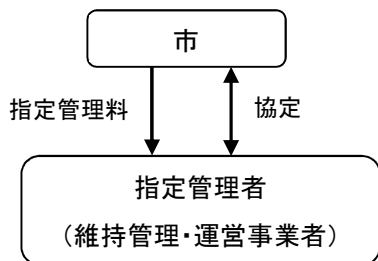 市
指定管理料
協定
指定管理者
（維持管理・運営事業者）